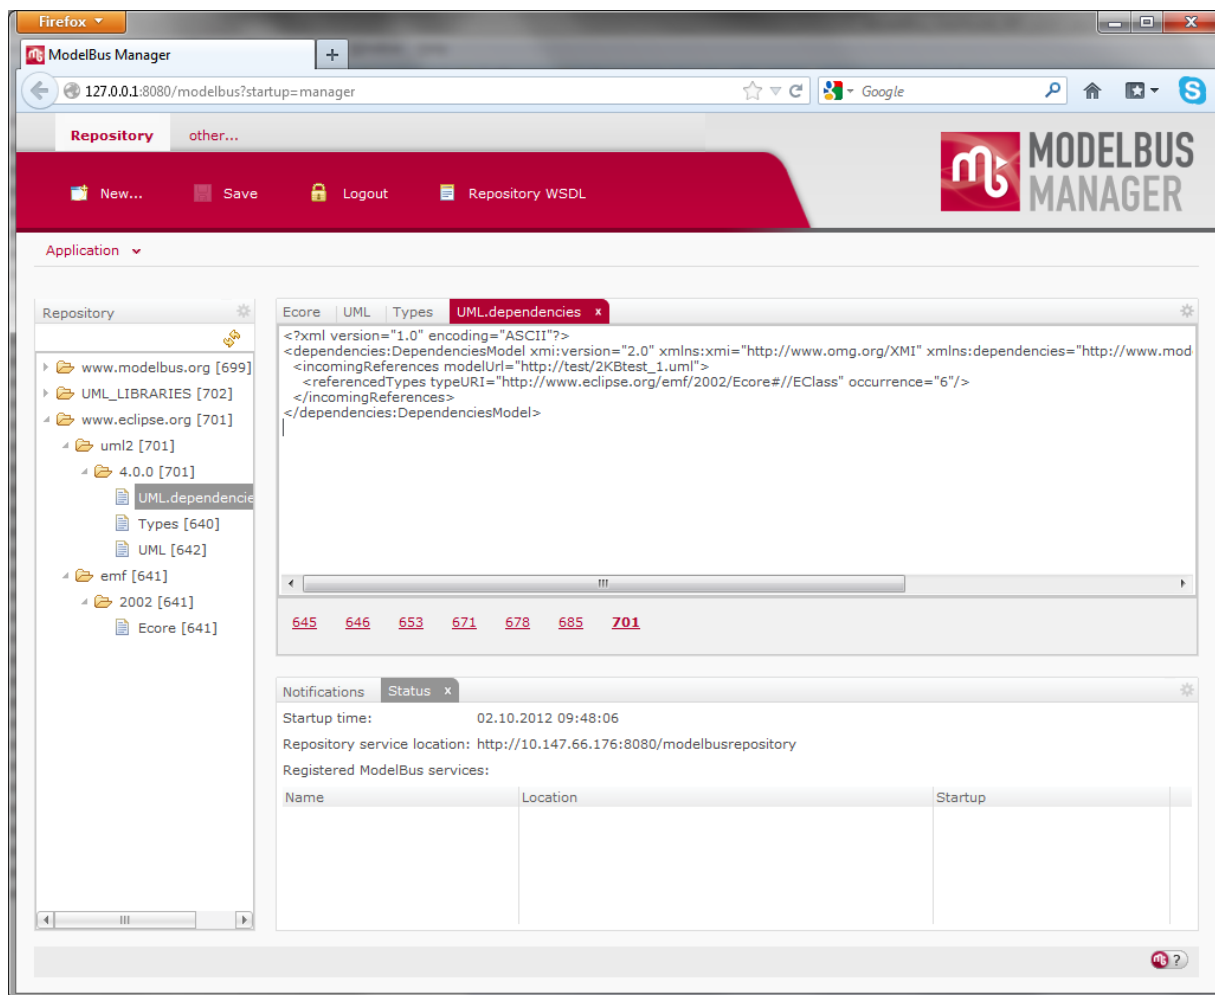 Firefox
ModelBus Manager
+
127.0.0.1:8080/modelbus?startup=manager
Google
Repository other...
MODELBUS
MANAGER
New... Save Logout Repository WSDL
Application
Repository
www.modelbus.org [699]
UML_LIBRARIES [702]
www.eclipse.org [701]
uml2 [701]
4.0.0 [701]
UML.dependencie
Types [640]
UML [642]
emf [641]
2002 [641]
Ecore [641]
Ecore UML Types UML.dependencies x
<?xml version="1.0" encoding="ASCII"?>
<dependencies:DependenciesModel xmi:version="2.0" xmlns:xmi="http://www.omg.org/XMI" xmlns:dependencies="http://www.mod
<incomingReferences modelUrl="http://test/2KBtest_1.uml">
<referencedTypes typeURI="http://www.eclipse.org/emf/2002/Ecore#//EClass" occurrence="6"/>
</incomingReferences>
</dependencies:DependenciesModel>
645 646 653 671 678 685 701
Notifications Status x
Startup time: 02.10.2012 09:48:06
Repository service location: http://10.147.66.176:8080/modelbusrepository
Registered ModelBus services:
Name Location Startup
?